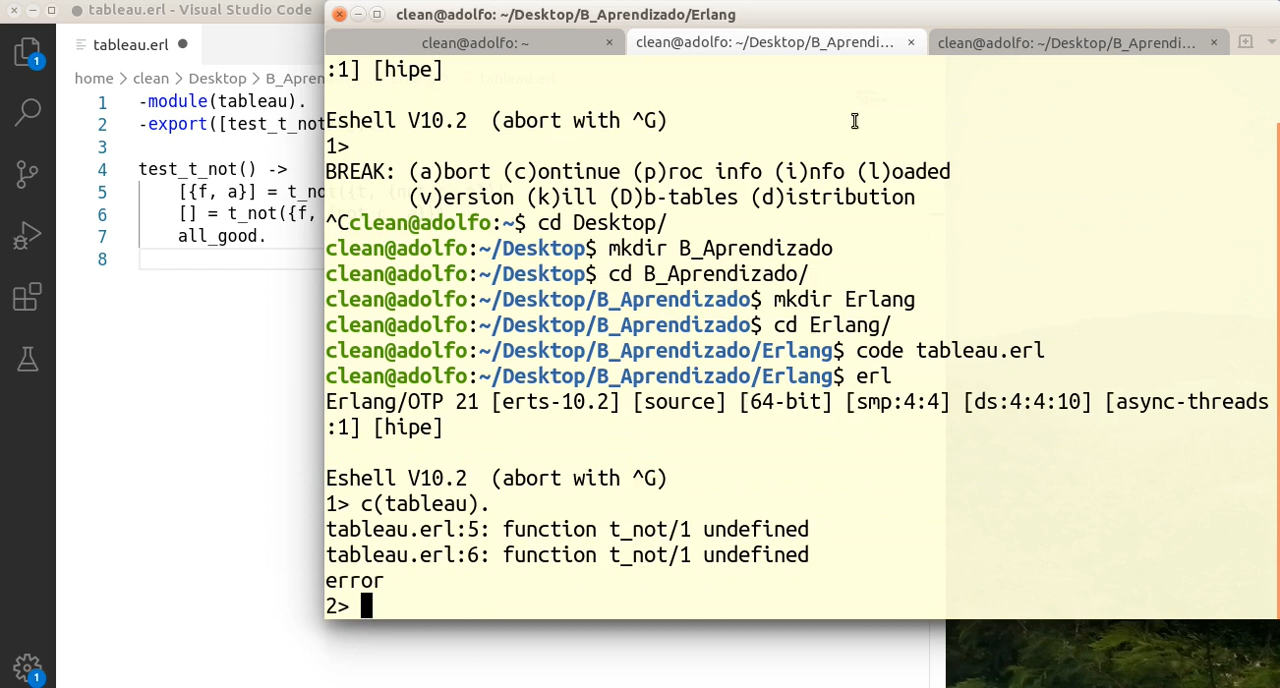 tableau.erl - Visual Studio Code
tableau.erl
home > clean > Desktop > B_Apren
1 -module(tableau).
2 -export([test_t_not
3
4 test_t_not() ->
5 [{f, a}] = t_not({t, {
6 [] = t_not({f,
7 all_good.
8
1
1
clean@adolfo: ~/Desktop/B_Aprendizado/Erlang
clean@adolfo: ~ × clean@adolfo: ~/Desktop/B_Aprendi... × clean@adolfo: ~/Desktop/B_Aprendi... ×
:1] [hipe]
Eshell V10.2 (abort with ^G)
1>
BREAK: (a)bort (c)ontinue (p)roc info (i)nfo (l)oaded
(v)ersion (k)ill (D)b-tables (d)istribution
^Cclean@adolfo:~$ cd Desktop/
clean@adolfo:~/Desktop$ mkdir B_Aprendizado
clean@adolfo:~/Desktop$ cd B_Aprendizado/
clean@adolfo:~/Desktop/B_Aprendizado$ mkdir Erlang
clean@adolfo:~/Desktop/B_Aprendizado$ cd Erlang/
clean@adolfo:~/Desktop/B_Aprendizado/Erlang$ code tableau.erl
clean@adolfo:~/Desktop/B_Aprendizado/Erlang$ erl
Erlang/OTP 21 [erts-10.2] [source] [64-bit] [smp:4:4] [ds:4:4:10] [async-threads
:1] [hipe]
Eshell V10.2 (abort with ^G)
1> c(tableau).
tableau.erl:5: function t_not/1 undefined
tableau.erl:6: function t_not/1 undefined
error
2>